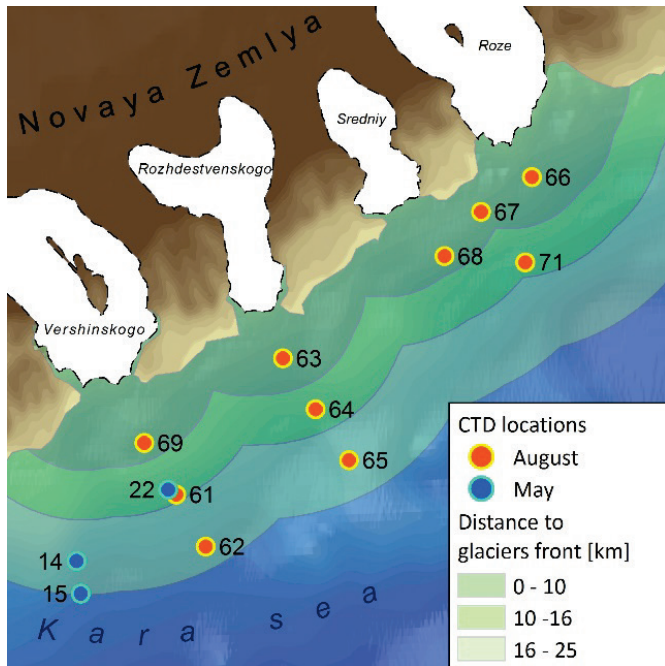 Novaya Zemlya
Roze
Sredniy
Rozhdestvenskogo
Vershinskogo
66
67
68
71
63
64
69
65
22
61
62
14
15
Kara sea
CTD locations
August
May
Distance to
glaciers front [km]
0 - 10
10 -16
16 - 25